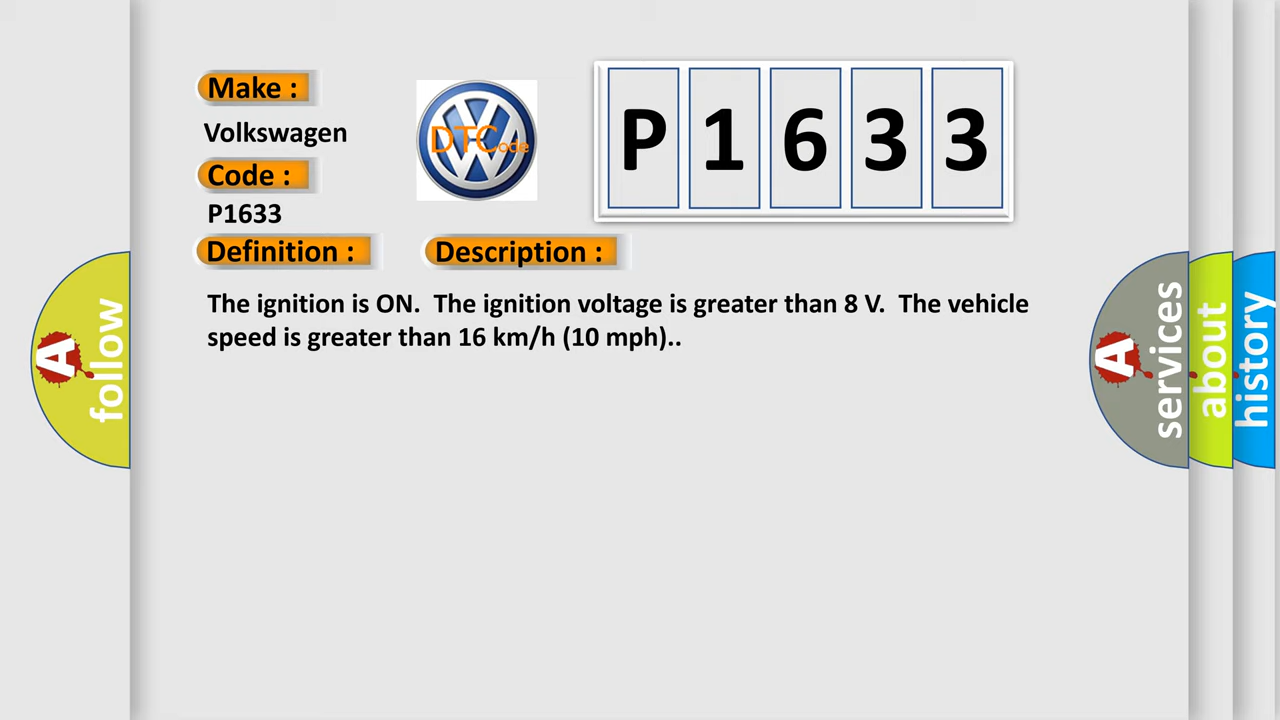 Make :
Volkswagen
Code :
P1633
DTCode
P 1 6 3 3
Definition :
Description :
The ignition is ON. The ignition voltage is greater than 8 V. The vehicle
speed is greater than 16 km/h (10 mph)..
A follow
A services
about
history